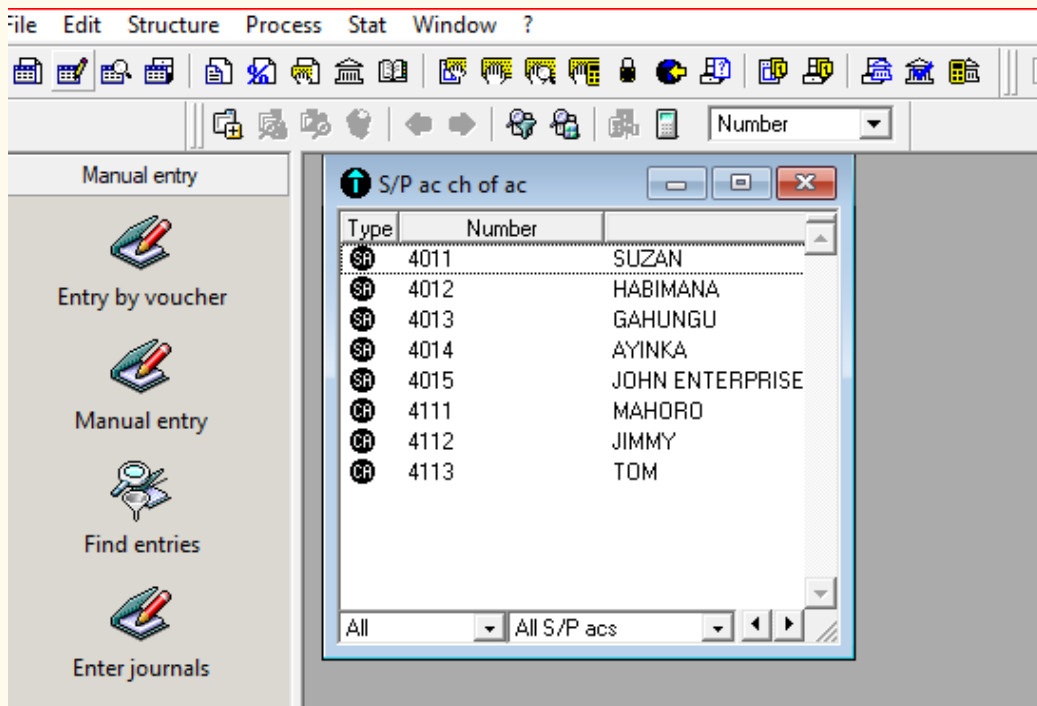 File Edit Structure Process Stat Window ?
Number
Manual entry
Entry by voucher
Manual entry
Find entries
Enter journals
S/P ac ch of ac
Type Number
SA 4011 SUZAN
SA 4012 HABIMANA
SA 4013 GAHUNGU
SA 4014 AYINKA
SA 4015 JOHN ENTERPRISE
CA 4111 MAHORO
CA 4112 JIMMY
CA 4113 TOM
All All S/P acs